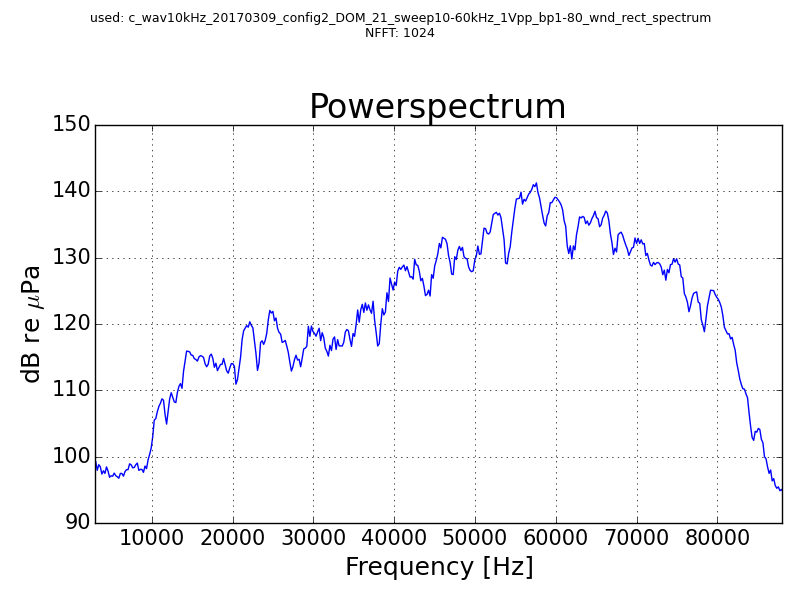 used: c_wav10kHz_20170309_config2_DOM_21_sweep10-60kHz_1Vpp_bp1-80_wnd_rect_spectrum
NFFT: 1024
Powerspectrum
150
140
130
120
110
100
90
dB re μPa
10000 20000 30000 40000 50000 60000 70000 80000
Frequency [Hz]